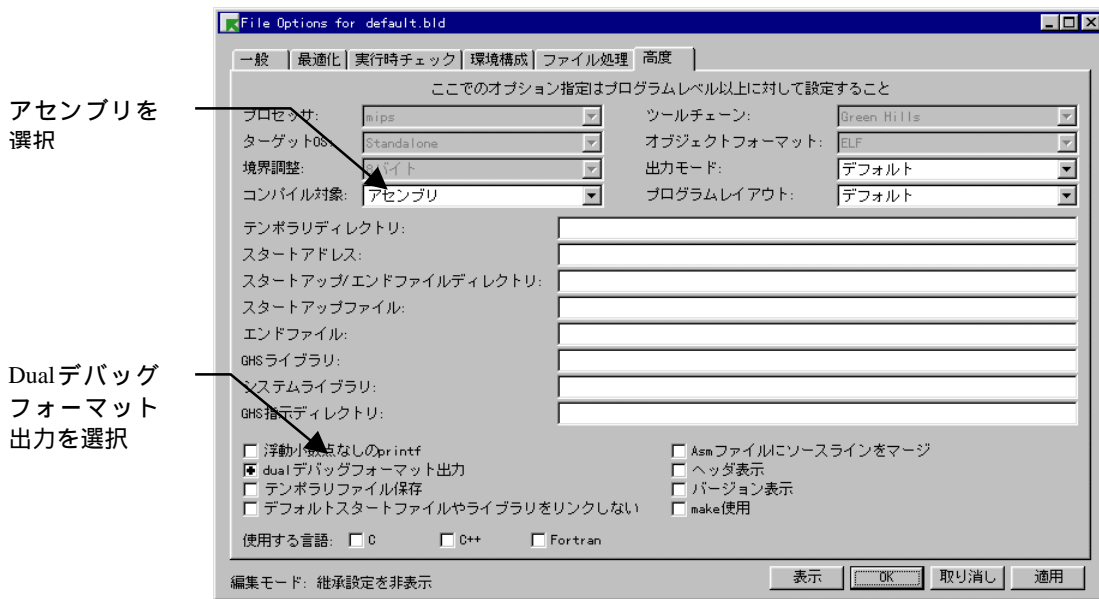 File Options for default.bld
一般 最適化 実行時チェック 環境構成 ファイル処理 高度
ここでのオプション指定はプログラムレベル以上に対して設定すること
アセンブリを
選択
プロセッサ: mips ツールチェーン: Green Hills
ターゲットOS: Standalone オブジェクトフォーマット: ELF
境界調整: 8バイト 出力モード: デフォルト
コンパイル対象: アセンブリ プログラムレイアウト: デフォルト
テンポラリディレクトリ:
スタートアドレス:
スタートアップ/エンドファイルディレクトリ:
スタートアップファイル:
エンドファイル:
GHSライブラリ:
システムライブラリ:
GHS指示ディレクトリ:
Dualデバッグ
フォーマット
出力を選択
浮動小数点なしのprintf Asmファイルにソースラインをマージ
dualデバッグフォーマット出力 ヘッダ表示
テンポラリファイル保存 バージョン表示
デフォルトスタートファイルやライブラリをリンクしない make使用
使用する言語: C C++ Fortran
編集モード: 継承設定を非表示 表示 OK 取り消し 適用